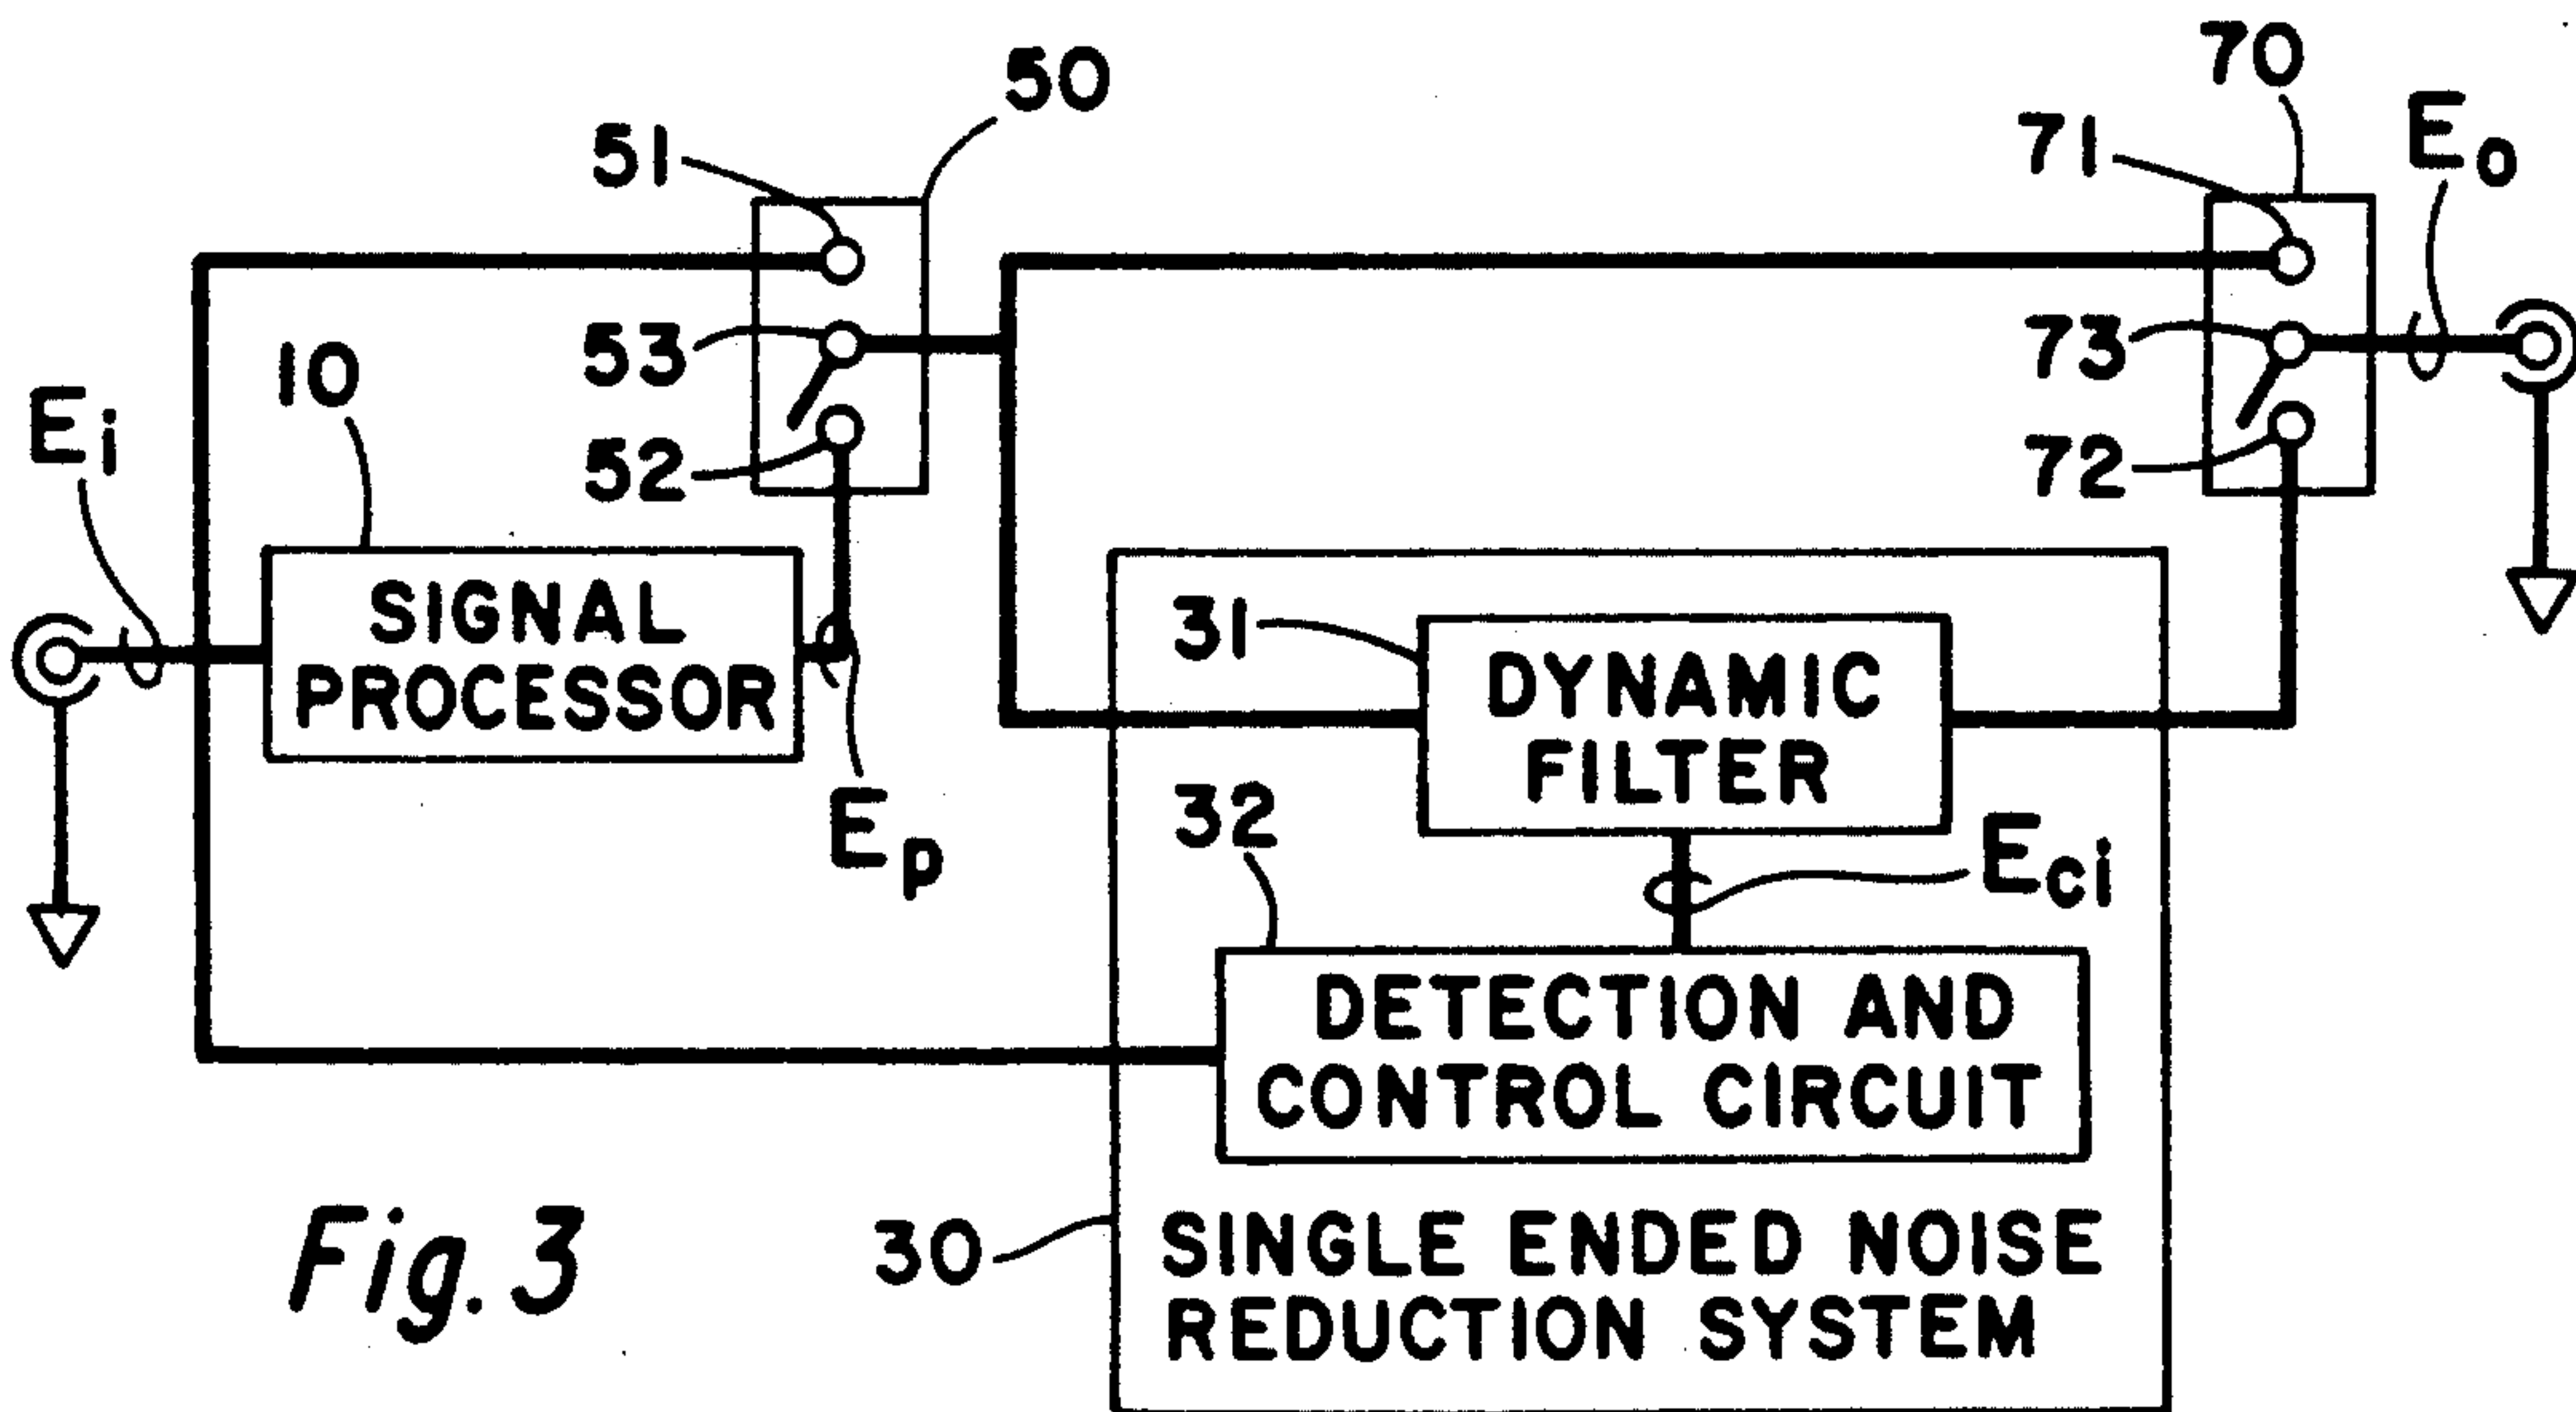 50
70
51
71
E₀
53
73
10
Eᵢ
52
72
SIGNAL
PROCESSOR
31
DYNAMIC
FILTER
Eₚ
32
E_ci
DETECTION AND
CONTROL CIRCUIT
30
SINGLE ENDED NOISE
REDUCTION SYSTEM
Fig. 3